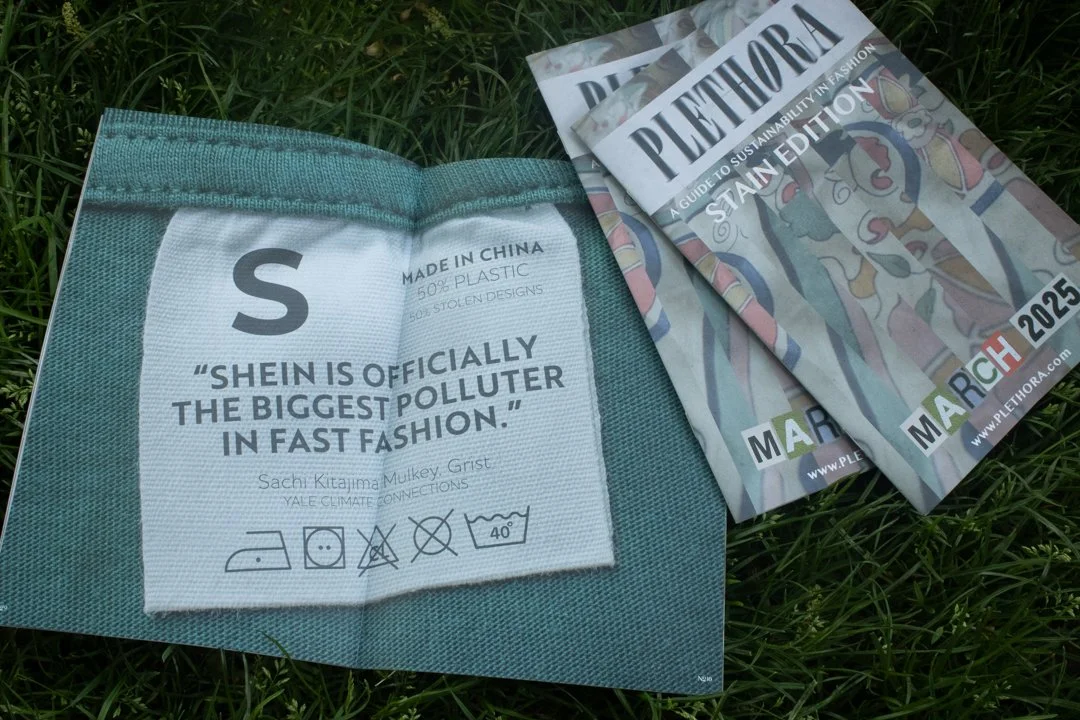 S
MADE IN CHINA
50% PLASTIC
50% STOLEN DESIGNS
“SHEIN IS OFFICIALLY
THE BIGGEST POLLUTER
IN FAST FASHION.”
Sachi Kitajima Mulkey, Grist.
YALE CLIMATE CONNECTIONS
CL
40°
PLETHORA
A GUIDE TO SUSTAINABILITY IN FASHION
STAIN EDITION
MARCH 2025
www.PLETHORA.com
PL
MAR
www.PLE